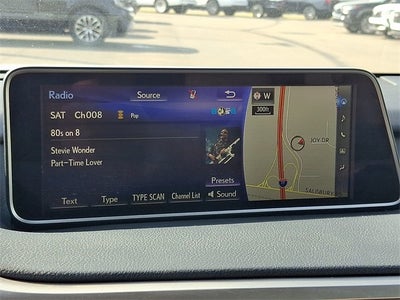 Radio Source W
SAT Ch008 Pop
300ft
80s on 8
JOY DR
Stevie Wonder
Part-Time Lover
Presets
SALISBURY
Text Type TYPE SCAN Channel List Sound